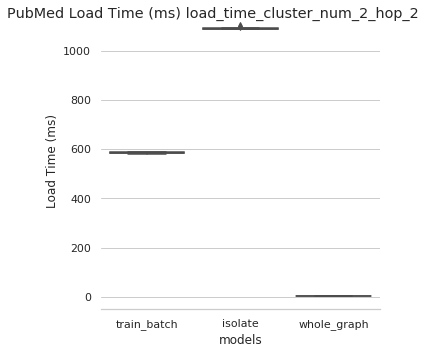 PubMed Load Time (ms) load_time_cluster_num_2_hop_2
1000
800
600
400
200
0
Load Time (ms)
train_batch isolate whole_graph
models